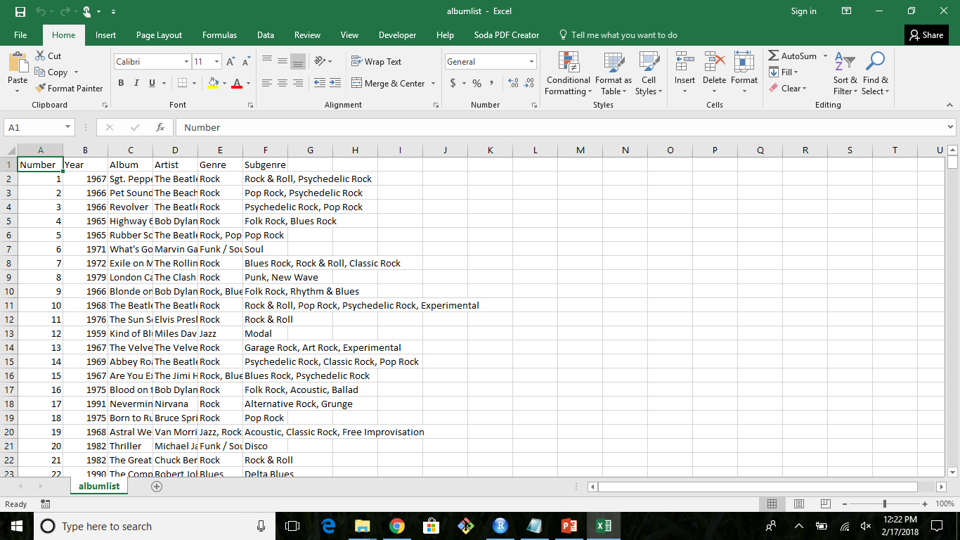 albumlist - Excel
Sign in
File Home Insert Page Layout Formulas Data Review View Developer Help Soda PDF Creator Tell me what you want to do Share
Paste Cut Copy Format Painter Clipboard
Calibri 11 A A B I U A Font
Wrap Text Merge & Center Alignment
General $ % , Number
Conditional Formatting Format as Table Cell Styles Styles
Insert Delete Format Cells
AutoSum Fill Clear Sort & Filter Find & Select Editing
A1 fx Number
A B C D E F G H I J K L M N O P Q R S T U
1 Number Year Album Artist Genre Subgenre
2 1 1967 Sgt. Peppe The Beatle Rock Rock & Roll, Psychedelic Rock
3 2 1966 Pet Sound The Beach Rock Pop Rock, Psychedelic Rock
4 3 1966 Revolver The Beatle Rock Psychedelic Rock, Pop Rock
5 4 1965 Highway 6 Bob Dylan Rock Folk Rock, Blues Rock
6 5 1965 Rubber So The Beatle Rock, Pop Pop Rock
7 6 1971 What's Go Marvin Ga Funk / Sou Soul
8 7 1972 Exile on M The Rollin Rock Blues Rock, Rock & Roll, Classic Rock
9 8 1979 London Ca The Clash Rock Punk, New Wave
10 9 1966 Blonde on Bob Dylan Rock, Blue Folk Rock, Rhythm & Blues
11 10 1968 The Beatle The Beatle Rock Rock & Roll, Pop Rock, Psychedelic Rock, Experimental
12 11 1976 The Sun Se Elvis Presl Rock Rock & Roll
13 12 1959 Kind of Blu Miles Dav Jazz Modal
14 13 1967 The Velve The Velve Rock Garage Rock, Art Rock, Experimental
15 14 1969 Abbey Roa The Beatle Rock Psychedelic Rock, Classic Rock, Pop Rock
16 15 1967 Are You Ex The Jimi H Rock, Blue Blues Rock, Psychedelic Rock
17 16 1975 Blood on t Bob Dylan Rock Folk Rock, Acoustic, Ballad
18 17 1991 Nevermin Nirvana Rock Alternative Rock, Grunge
19 18 1975 Born to Ru Bruce Spri Rock Pop Rock
20 19 1968 Astral We Van Morri Jazz, Rock Acoustic, Classic Rock, Free Improvisation
21 20 1982 Thriller Michael Ja Funk / Sou Disco
22 21 1982 The Great Chuck Ber Rock Rock & Roll
23 22 1990 The Comp Robert Jol Blues Delta Blues
albumlist
Ready 100%
Type here to search
12:22 PM
2/17/2018